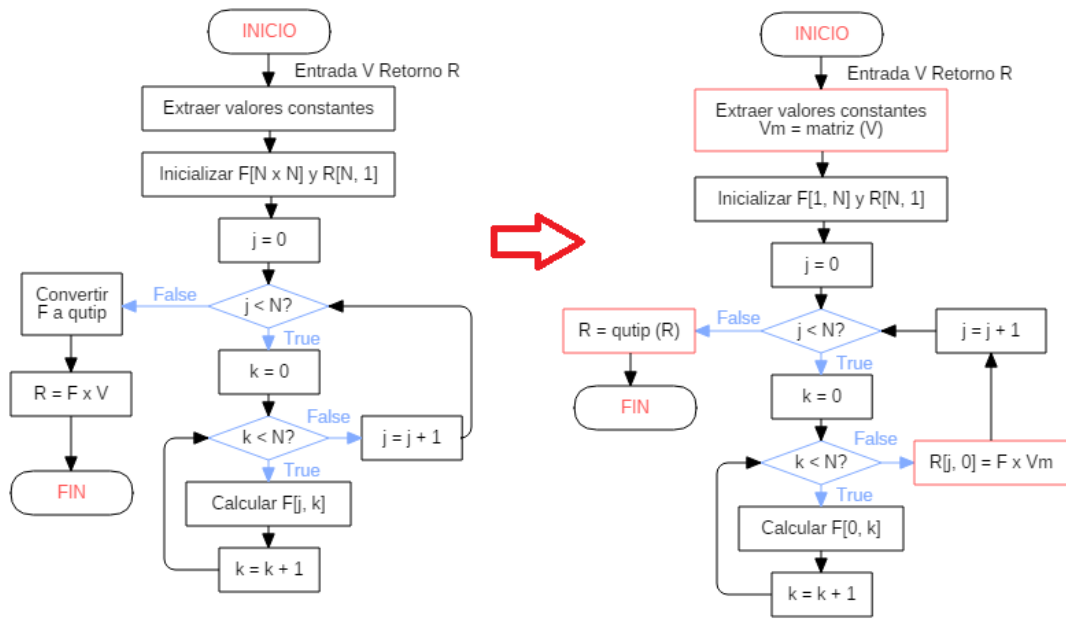 INICIO
Entrada V Retorno R
Extraer valores constantes
Inicializar F[N x N] y R[N, 1]
j = 0
j < N?
False
True
Convertir
F a qutip
R = F x V
FIN
k = 0
k < N?
False
j = j + 1
True
Calcular F[j, k]
k = k + 1
INICIO
Entrada V Retorno R
Extraer valores constantes
Vm = matriz (V)
Inicializar F[1, N] y R[N, 1]
j = 0
j < N?
False
True
R = qutip (R)
FIN
j = j + 1
k = 0
k < N?
False
R[j, 0] = F x Vm
True
Calcular F[0, k]
k = k + 1